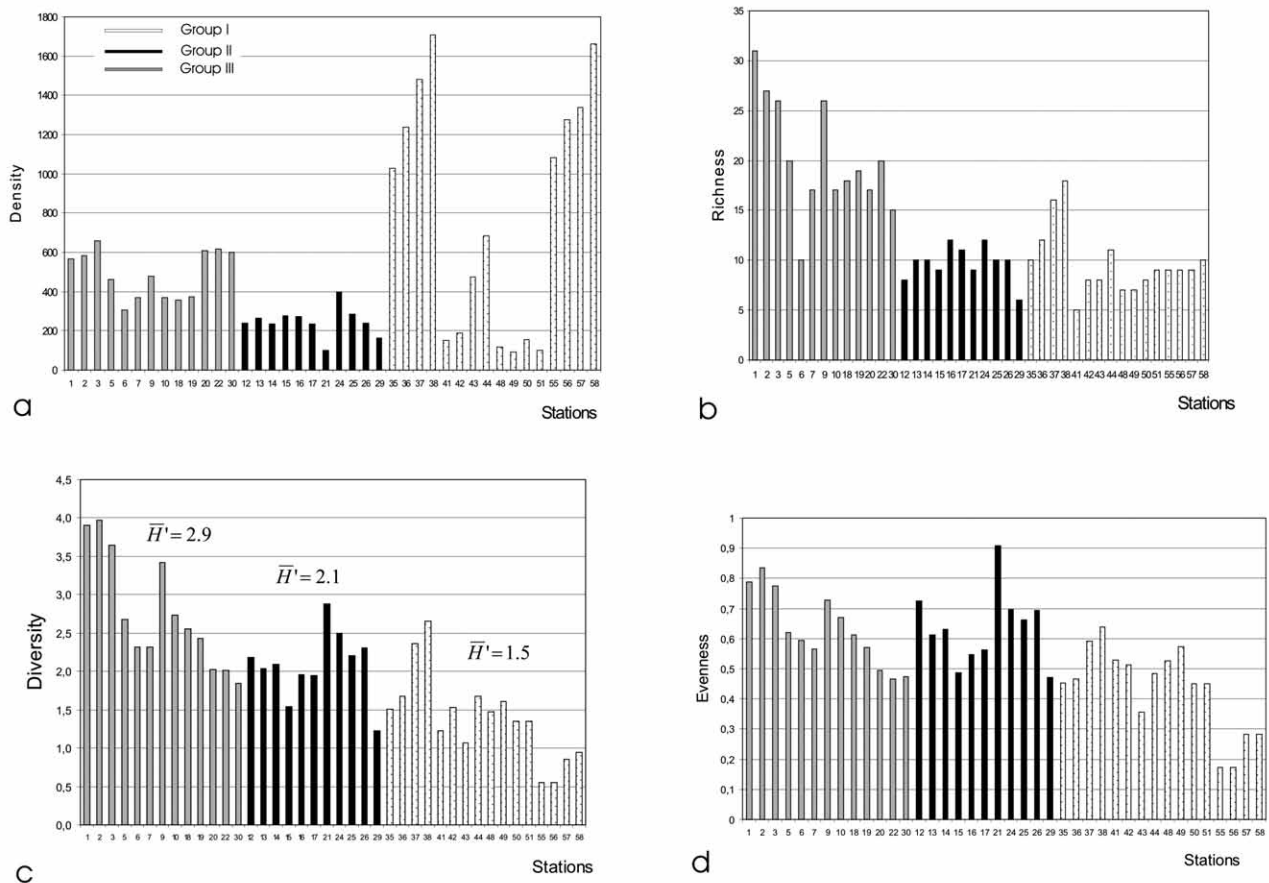 1800
1600
1400
1200
1000
800
600
400
200
0
Density
Group I
Group II
Group III
1 2 3 5 6 7 9 10 18 19 20 22 30 12 13 14 15 16 17 21 24 25 26 29 35 36 37 38 41 42 43 44 48 49 50 51 55 56 57 58
a
Stations
35
30
25
20
15
10
5
0
Richness
1 2 3 5 6 7 9 10 18 19 20 22 30 12 13 14 15 16 17 21 24 25 26 29 35 36 37 38 41 42 43 44 48 49 50 51 55 56 57 58
b
Stations
4,5
4,0
3,5
3,0
2,5
2,0
1,5
1,0
0,5
0,0
Diversity
H̅'= 2.9
H̅'= 2.1
H̅'= 1.5
1 2 3 5 6 7 9 10 18 19 20 22 30 12 13 14 15 16 17 21 24 25 26 29 35 36 37 38 41 42 43 44 48 49 50 51 55 56 57 58
c
Stations
1
0,9
0,8
0,7
0,6
0,5
0,4
0,3
0,2
0,1
0
Evenness
1 2 3 5 6 7 9 10 18 19 20 22 30 12 13 14 15 16 17 21 24 25 26 29 35 36 37 38 41 42 43 44 48 49 50 51 55 56 57 58
d
Stations